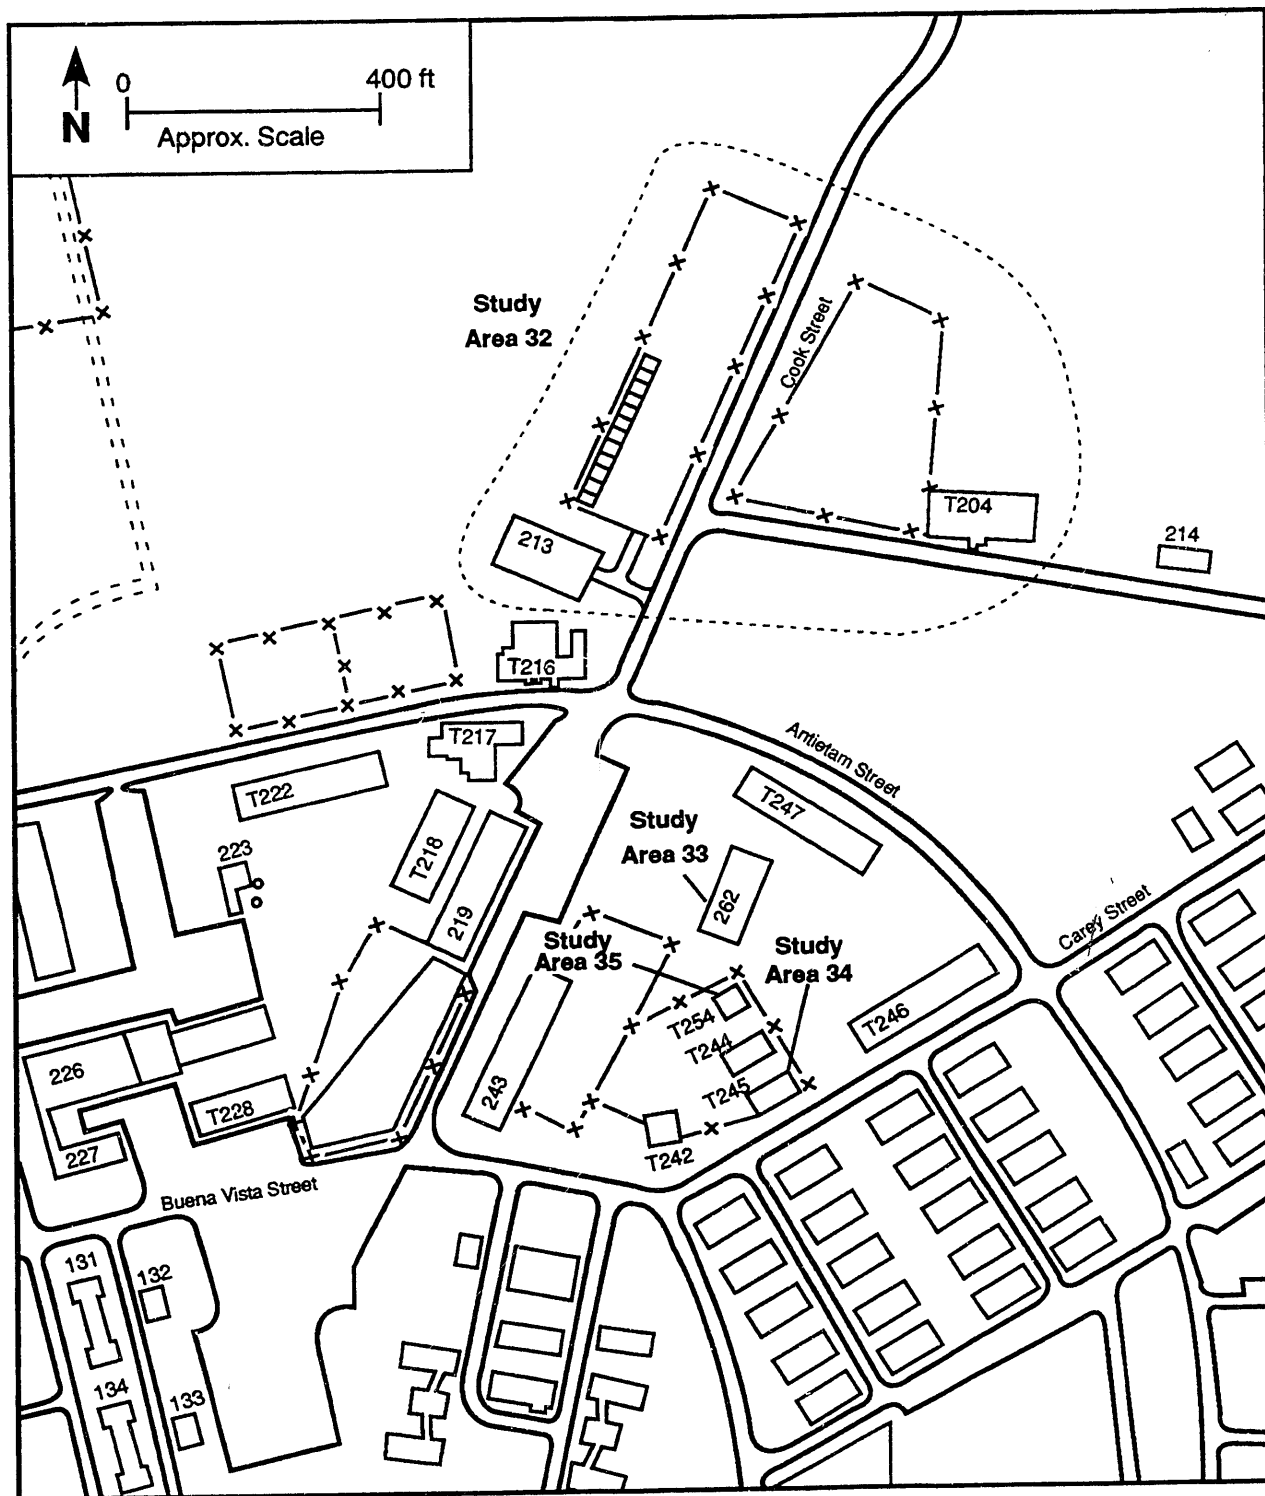 0
400 ft
N
Approx. Scale
Study
Area 32
Cook Street
T204
213
214
T216
T217
Antietam Street
T222
T247
Study
Area 33
T218
223
262
219
Carey Street
Study
Area 35
Study
Area 34
T254
T246
T244
226
243
T245
T228
227
T242
Buena Vista Street
131
132
134
133